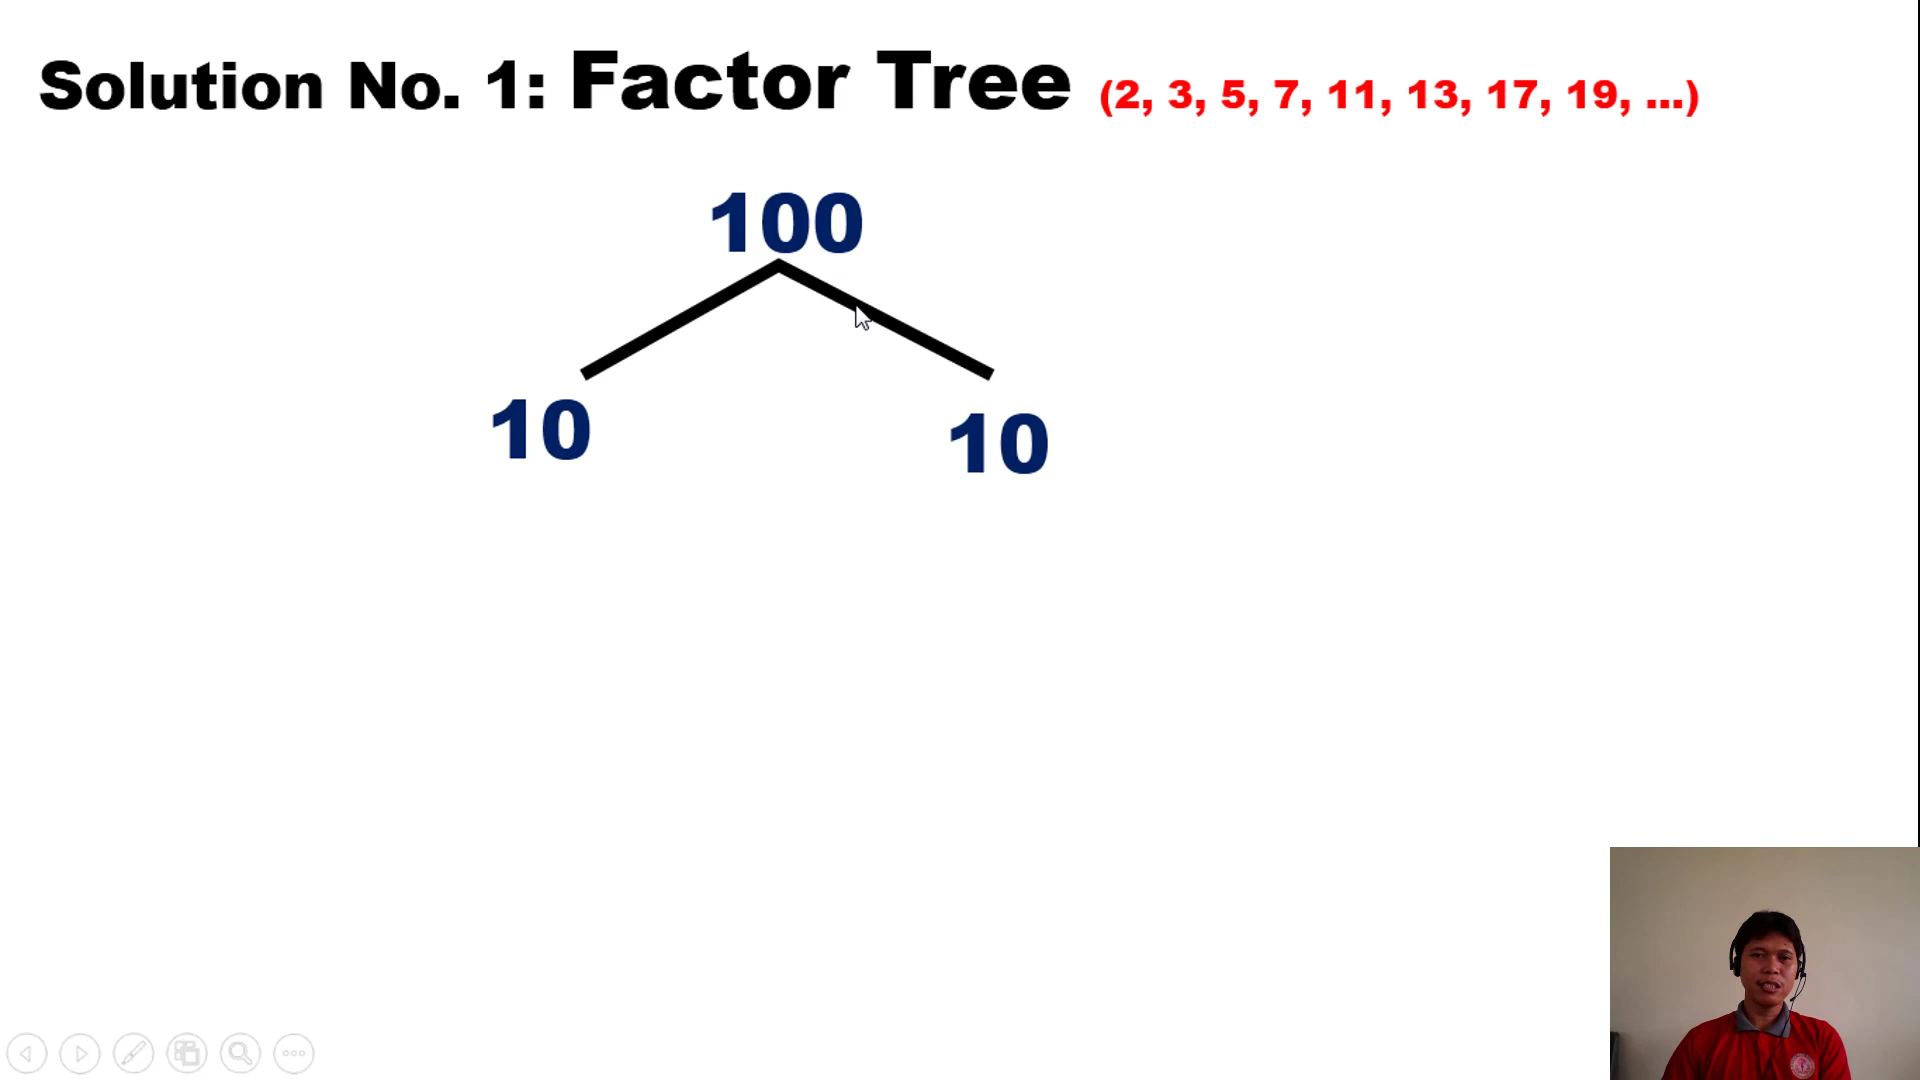 Solution No. 1: Factor Tree (2, 3, 5, 7, 11, 13, 17, 19, ...)
100
10 10